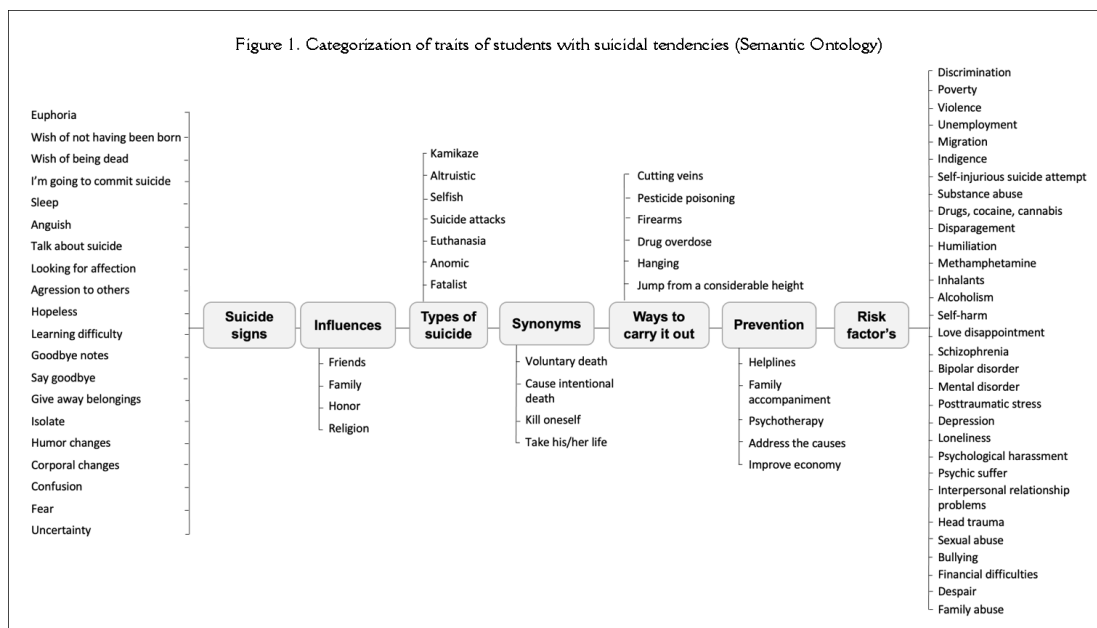 Figure 1. Categorization of traits of students with suicidal tendencies (Semantic Ontology)
Euphoria
Wish of not having been born
Wish of being dead
I'm going to commit suicide
Sleep
Anguish
Talk about suicide
Looking for affection
Agression to others
Hopeless
Learning difficulty
Goodbye notes
Say goodbye
Give away belongings
Isolate
Humor changes
Corporal changes
Confusion
Fear
Uncertainty
Suicide
signs
Influences
Friends
Family
Honor
Religion
Kamikaze
Altruistic
Selfish
Suicide attacks
Euthanasia
Anomic
Fatalist
Types of
suicide
Synonyms
Voluntary death
Cause intentional
death
Kill oneself
Take his/her life
Cutting veins
Pesticide poisoning
Firearms
Drug overdose
Hanging
Jump from a considerable height
Ways to
carry it out
Prevention
Helplines
Family
accompaniment
Psychotherapy
Address the causes
Improve economy
Risk
factor's
Discrimination
Poverty
Violence
Unemployment
Migration
Indigence
Self-injurious suicide attempt
Substance abuse
Drugs, cocaine, cannabis
Disparagement
Humiliation
Methamphetamine
Inhalants
Alcoholism
Self-harm
Love disappointment
Schizophrenia
Bipolar disorder
Mental disorder
Posttraumatic stress
Depression
Loneliness
Psychological harassment
Psychic suffer
Interpersonal relationship
problems
Head trauma
Sexual abuse
Bullying
Financial difficulties
Despair
Family abuse